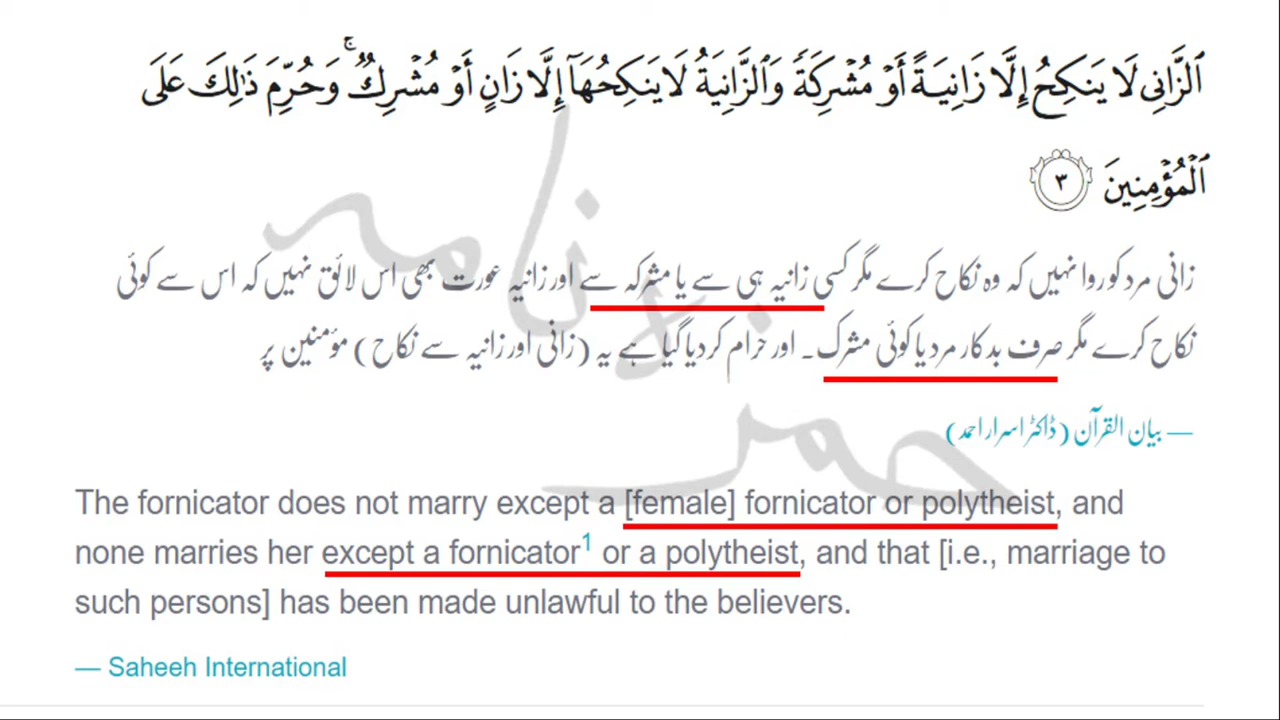 ٱلزَّانِى لَا يَنكِحُ إِلَّا زَانِيَةً أَوْ مُشْرِكَةً وَٱلزَّانِيَةُ لَا يَنكِحُهَآ إِلَّا زَانٍ أَوْ مُشْرِكٌ ۚ وَحُرِّمَ ذَٰلِكَ عَلَى
ٱلْمُؤْمِنِينَ ٣
زانی مرد کو روا نہیں کہ وہ نکاح کرے مگر کسی زانیہ ہی سے یا مشرکہ سے اور زانیہ عورت بھی اس لائق نہیں کہ اس سے کوئی
نکاح کرے مگر صرف بدکار مرد یا کوئی مشرک۔ اور حرام کردیا گیا ہے یہ (زانی اور زانیہ سے نکاح) مؤمنین پر
— بیان القرآن (ڈاکٹر اسرار احمد)
The fornicator does not marry except a [female] fornicator or polytheist, and
none marries her except a fornicator1 or a polytheist, and that [i.e., marriage to
such persons] has been made unlawful to the believers.
— Saheeh International